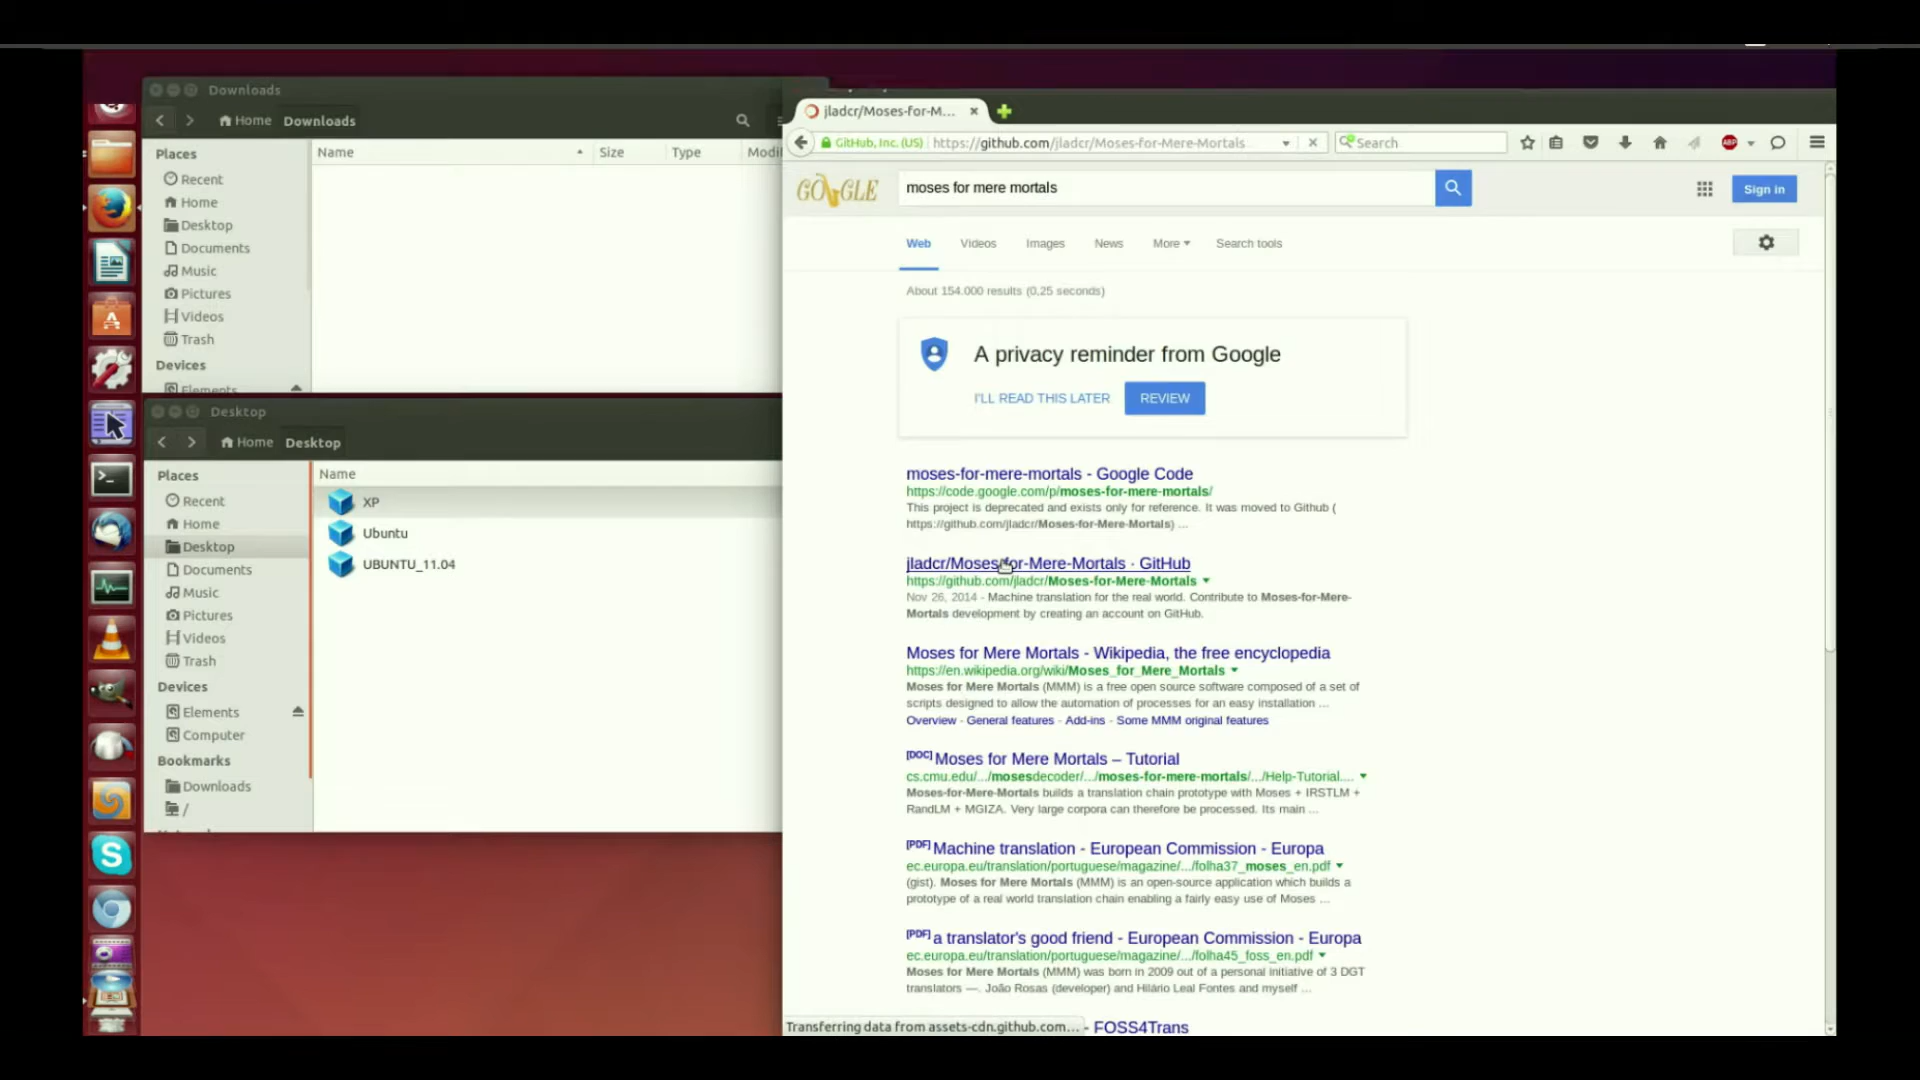 Downloads
Home Downloads
Places
Recent
Home
Desktop
Documents
Music
Pictures
Videos
Trash
Devices
Elements
Name Size Type Modi
Desktop
Home Desktop
Places
Recent
Home
Desktop
Documents
Music
Pictures
Videos
Trash
Devices
Elements
Computer
Bookmarks
Downloads
/
Name
XP
Ubuntu
UBUNTU_11.04
jladcr/Moses-for-M...
GitHub, Inc. (US) https://github.com/jladcr/Moses-for-Mere-Mortals
Search
ABP
GOOGLE
moses for mere mortals
Sign in
Web Videos Images News More Search tools
About 154.000 results (0,25 seconds)
A privacy reminder from Google
I'LL READ THIS LATER REVIEW
moses-for-mere-mortals - Google Code
https://code.google.com/p/moses-for-mere-mortals/
This project is deprecated and exists only for reference. It was moved to Github (
https://github.com/jladcr/Moses-for-Mere-Mortals) ...
jladcr/Moses-for-Mere-Mortals · GitHub
https://github.com/jladcr/Moses-for-Mere-Mortals
Nov 26, 2014 - Machine translation for the real world. Contribute to Moses-for-Mere-
Mortals development by creating an account on GitHub.
Moses for Mere Mortals - Wikipedia, the free encyclopedia
https://en.wikipedia.org/wiki/Moses_for_Mere_Mortals
Moses for Mere Mortals (MMM) is a free open source software composed of a set of
scripts designed to allow the automation of processes for an easy installation ...
Overview - General features - Add-ins - Some MMM original features
[DOC] Moses for Mere Mortals – Tutorial
cs.cmu.edu/.../mosesdecoder/.../moses-for-mere-mortals/.../Help-Tutorial....
Moses-for-Mere-Mortals builds a translation chain prototype with Moses + IRSTLM +
RandLM + MGIZA. Very large corpora can therefore be processed. Its main ...
[PDF] Machine translation - European Commission - Europa
ec.europa.eu/translation/portuguese/magazine/.../folha37_moses_en.pdf
(gist). Moses for Mere Mortals (MMM) is an open-source application which builds a
prototype of a real world translation chain enabling a fairly easy use of Moses ...
[PDF] a translator's good friend - European Commission - Europa
ec.europa.eu/translation/portuguese/magazine/.../folha45_foss_en.pdf
Moses for Mere Mortals (MMM) was born in 2009 out of a personal initiative of 3 DGT
translators —. João Rosas (developer) and Hilário Leal Fontes and myself ...
Transferring data from assets-cdn.github.com... - FOSS4Trans